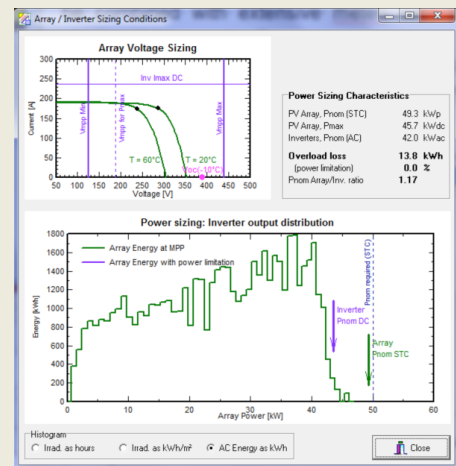 Array / Inverter Sizing Conditions
Array Voltage Sizing
300
250
200
150
100
50
0
Current [A]
Inv Imax DC
Vmpp Min
Vmpp for Pmax
Vmpp Max
T = 60°C
T = 20°C
Voc(-10°C)
50 100 150 200 250 300 350 400 450 500
Voltage [V]
Power Sizing Characteristics
PV Array, Pnom (STC) 49.3 kWp
PV Array, Pmax 45.7 kWdc
Inverters, Pnom (AC) 42.0 kWac
Overload loss 13.8 kWh
(power limitation) 0.0 %
Pnom Array/Inv. ratio 1.17
Power sizing: Inverter output distribution
1800
1600
1400
1200
1000
800
600
400
200
0
Energy [kWh]
Array Energy at MPP
Array Energy with power limitation
Pnom required (STC)
Inverter
Pnom DC
Array
Pnom STC
0 10 20 30 40 50 60
Array Power [kW]
Histogram
Irrad. as hours
Irrad. as kWh/m²
AC Energy as kWh
Close